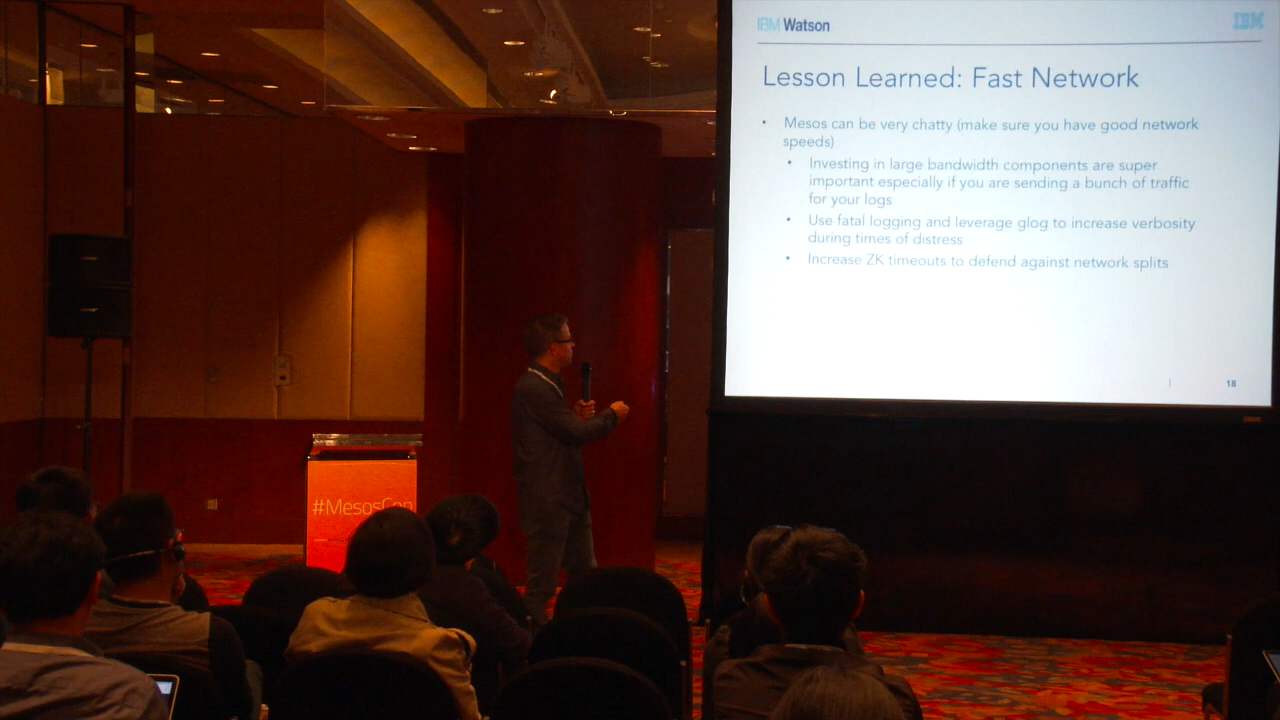 IBM Watson
IBM
Lesson Learned: Fast Network
• Mesos can be very chatty (make sure you have good network
speeds)
• Investing in large bandwidth components are super
important especially if you are sending a bunch of traffic
for your logs
• Use fatal logging and leverage glog to increase verbosity
during times of distress
• Increase ZK timeouts to defend against network splits
18
#MesosCon